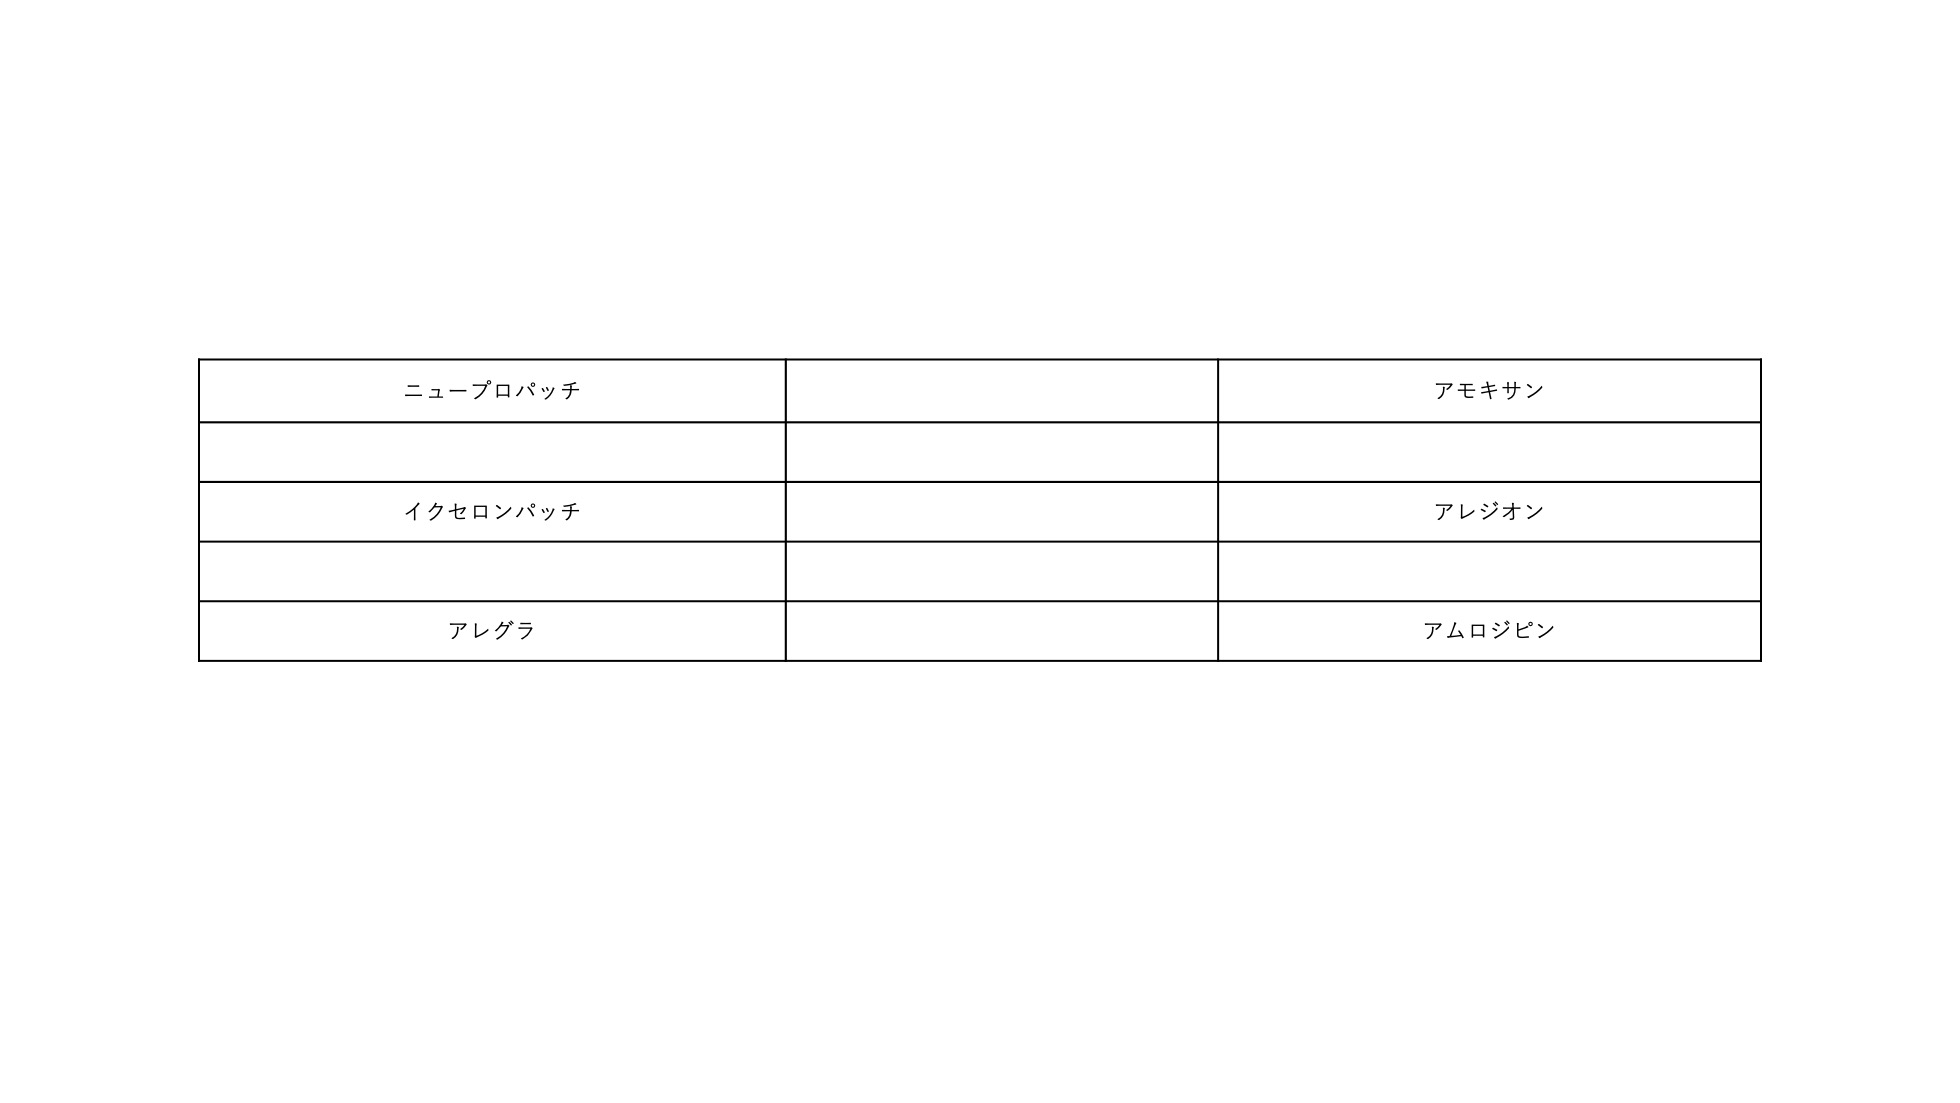 ニュープロパッチ
アモキサン
イクセロンパッチ
アレジオン
アレグラ
アムロジピン